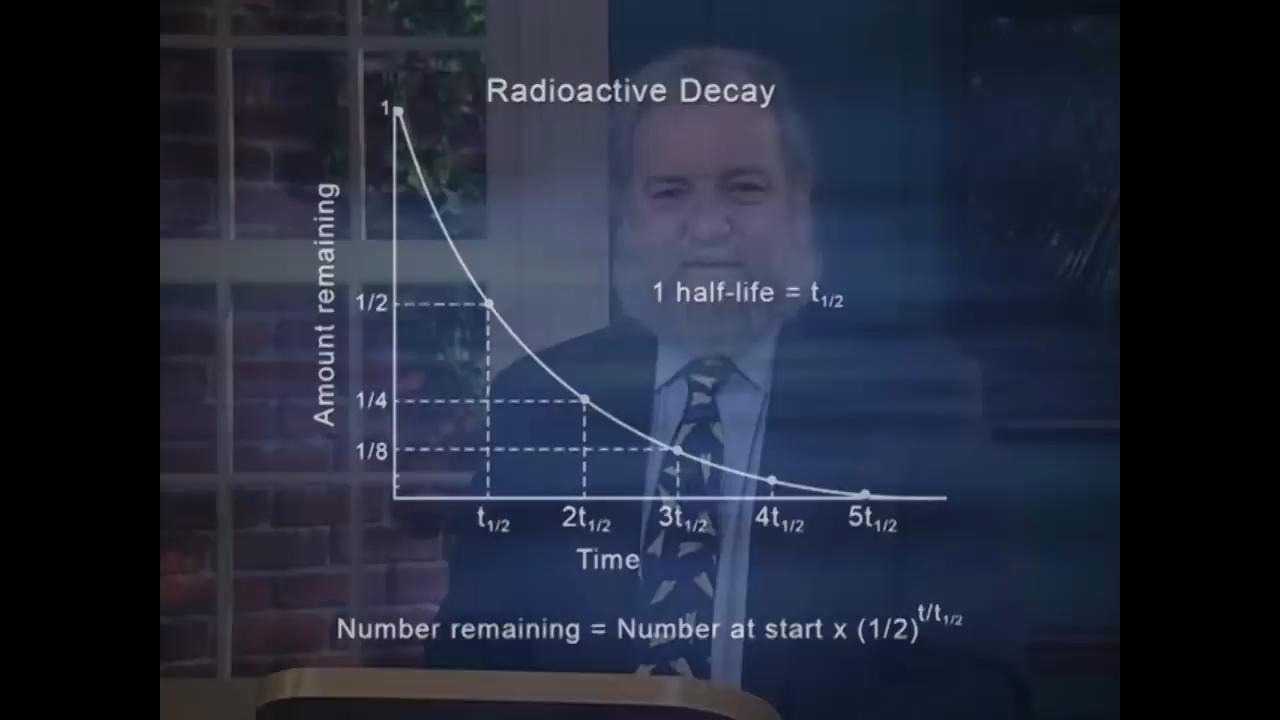 Radioactive Decay
1
Amount remaining
1/2
1/4
1/8
1 half-life = t1/2
t1/2 2t1/2 3t1/2 4t1/2 5t1/2
Time
Number remaining = Number at start x (1/2)^t/t1/2